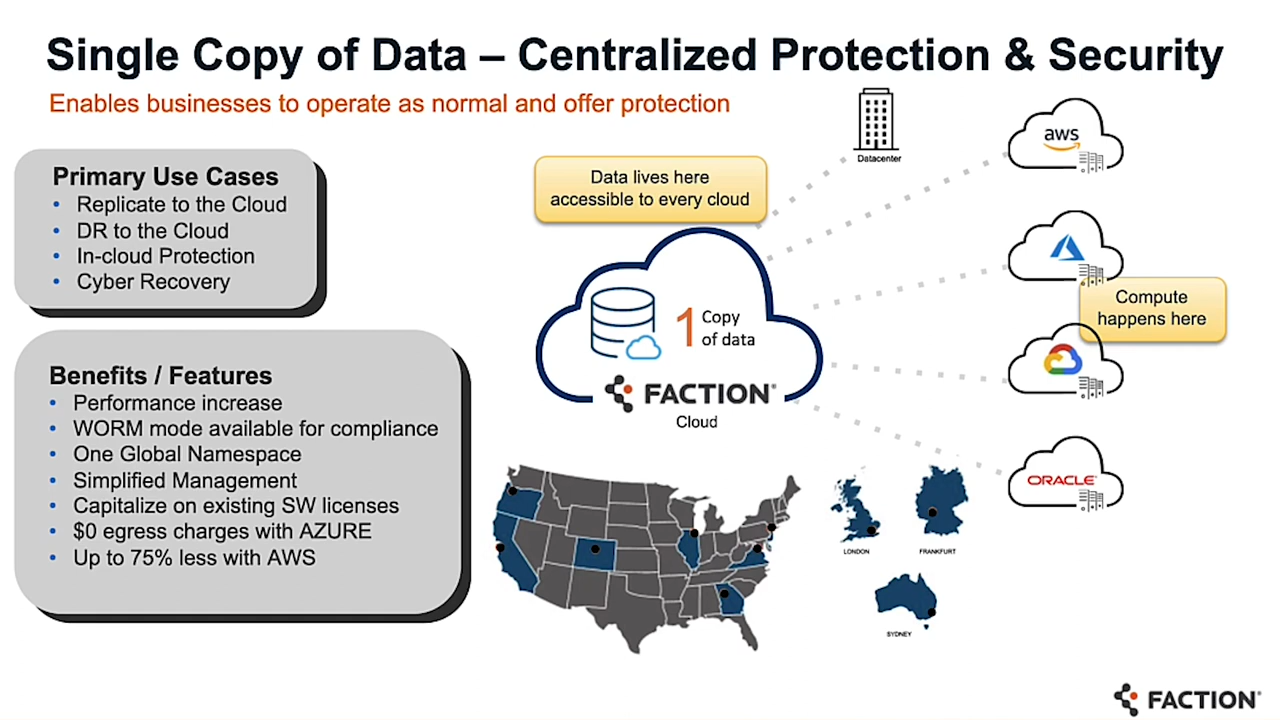 Single Copy of Data – Centralized Protection & Security
Enables businesses to operate as normal and offer protection
Primary Use Cases
• Replicate to the Cloud
• DR to the Cloud
• In-cloud Protection
• Cyber Recovery
Benefits / Features
• Performance increase
• WORM mode available for compliance
• One Global Namespace
• Simplified Management
• Capitalize on existing SW licenses
• $0 egress charges with AZURE
• Up to 75% less with AWS
Data lives here
accessible to every cloud
Datacenter
1 Copy
of data
FACTION®
Cloud
aws
Compute
happens here
ORACLE®
LONDON
FRANKFURT
SYDNEY
FACTION®